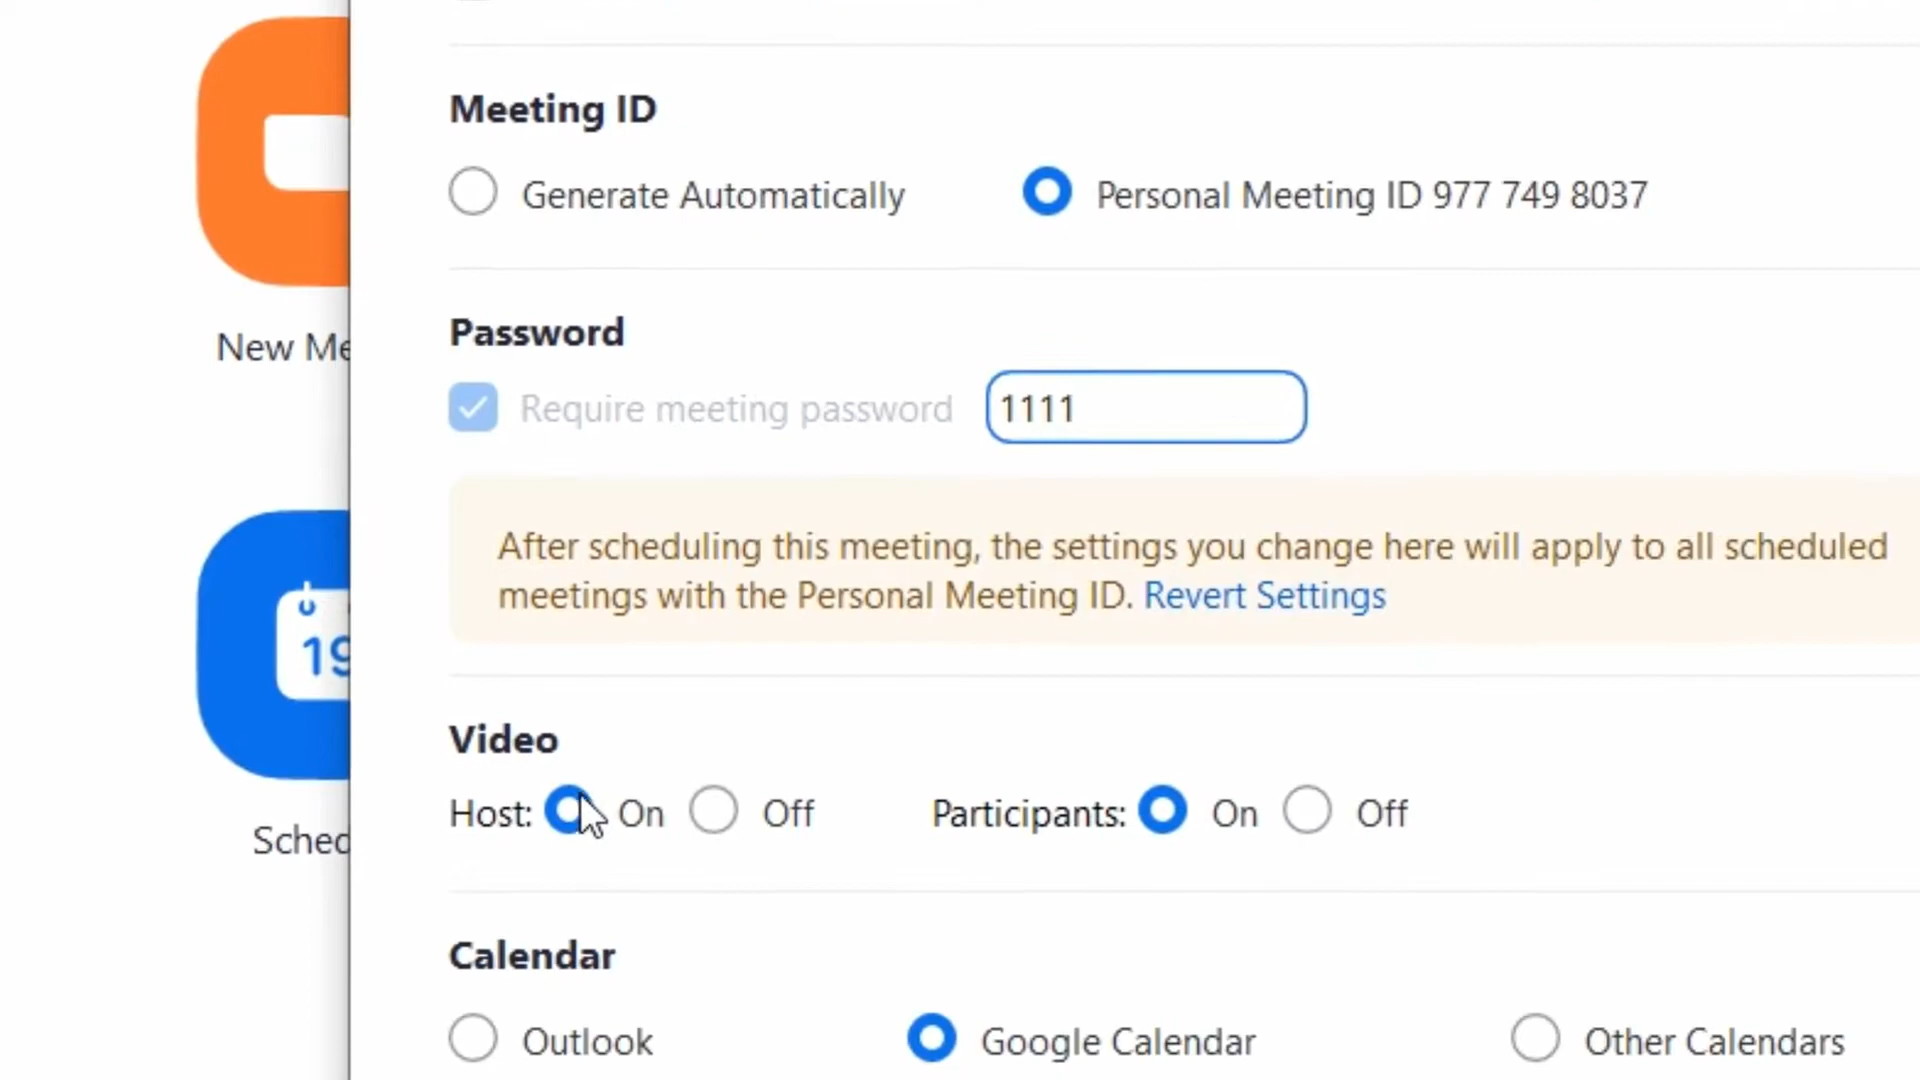 Meeting ID
Generate Automatically Personal Meeting ID 977 749 8037
New Me
Password
Require meeting password 1111
After scheduling this meeting, the settings you change here will apply to all scheduled
meetings with the Personal Meeting ID. Revert Settings
19
Video
Host: On Off Participants: On Off
Sched
Calendar
Outlook Google Calendar Other Calendars